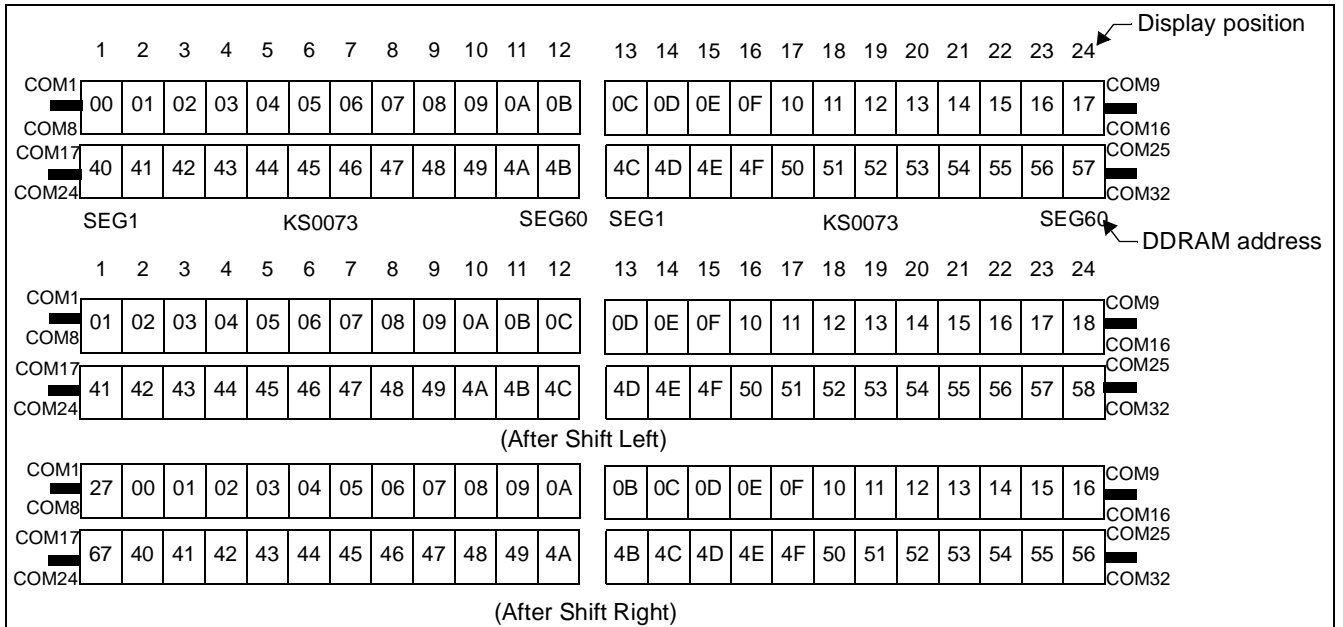 Display position
1 2 3 4 5 6 7 8 9 10 11 12 13 14 15 16 17 18 19 20 21 22 23 24
COM1 COM9
00 01 02 03 04 05 06 07 08 09 0A 0B 0C 0D 0E 0F 10 11 12 13 14 15 16 17
COM8 COM16
COM17 COM25
40 41 42 43 44 45 46 47 48 49 4A 4B 4C 4D 4E 4F 50 51 52 53 54 55 56 57
COM24 COM32
SEG1 KS0073 SEG60 SEG1 KS0073 SEG60
DDRAM address
1 2 3 4 5 6 7 8 9 10 11 12 13 14 15 16 17 18 19 20 21 22 23 24
COM1 COM9
01 02 03 04 05 06 07 08 09 0A 0B 0C 0D 0E 0F 10 11 12 13 14 15 16 17 18
COM8 COM16
COM17 COM25
41 42 43 44 45 46 47 48 49 4A 4B 4C 4D 4E 4F 50 51 52 53 54 55 56 57 58
COM24 COM32
(After Shift Left)
COM1 COM9
27 00 01 02 03 04 05 06 07 08 09 0A 0B 0C 0D 0E 0F 10 11 12 13 14 15 16
COM8 COM16
COM17 COM25
67 40 41 42 43 44 45 46 47 48 49 4A 4B 4C 4D 4E 4F 50 51 52 53 54 55 56
COM24 COM32
(After Shift Right)